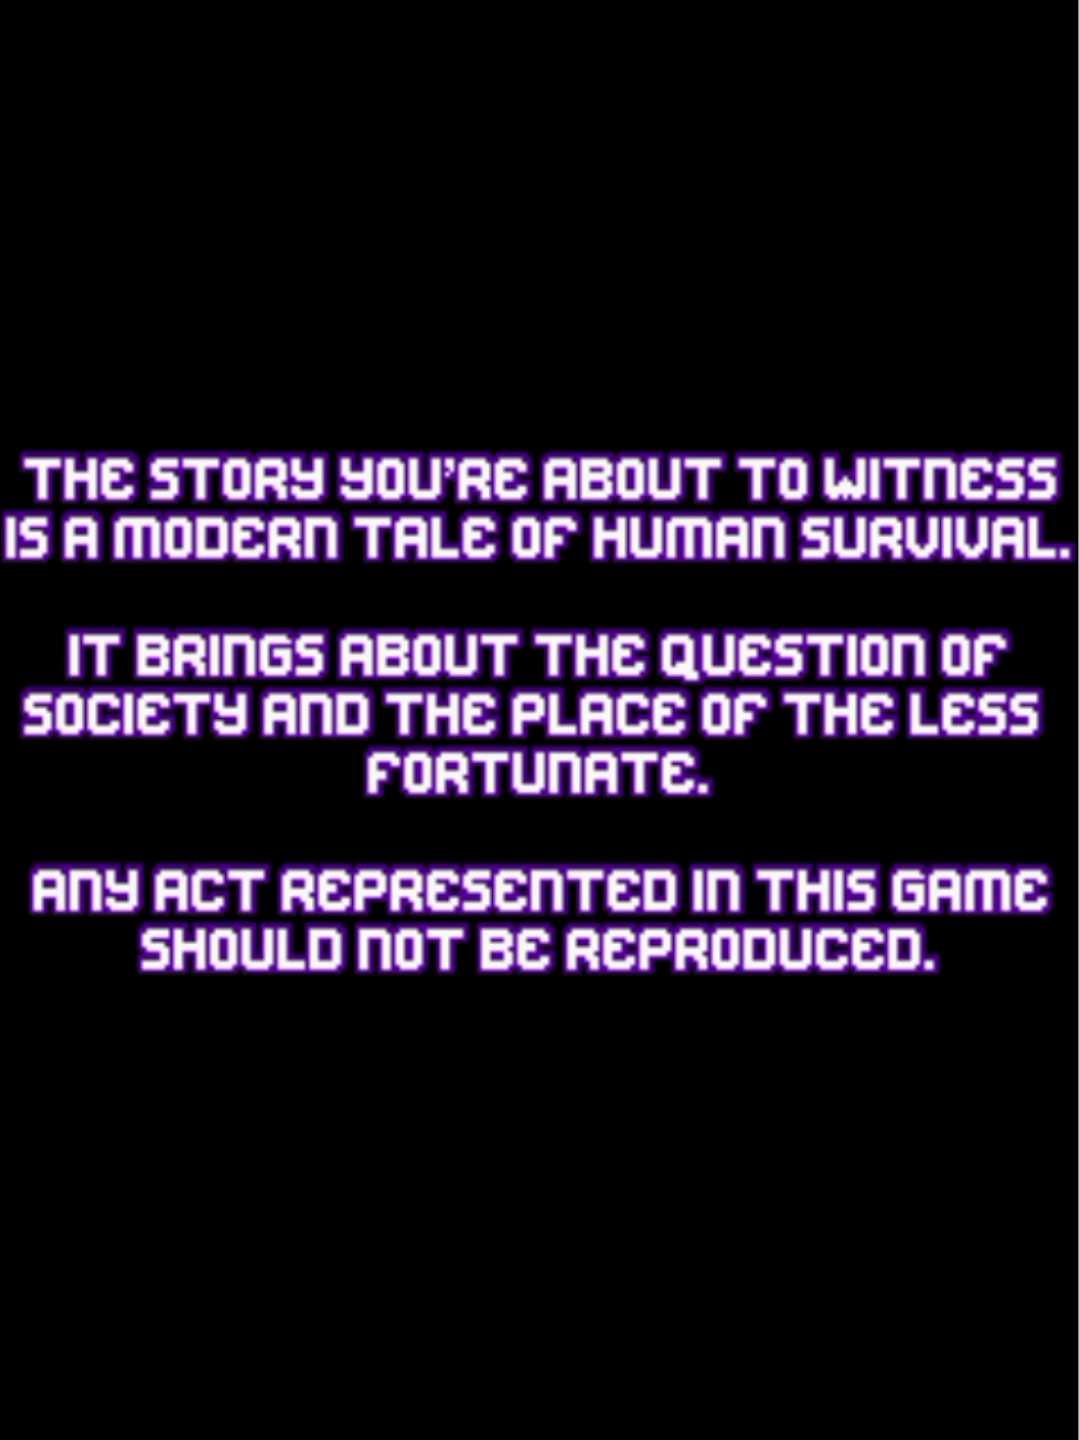 THE STORY YOU'RE ABOUT TO WITNESS
IS A MODERN TALE OF HUMAN SURVIVAL.
IT BRINGS ABOUT THE QUESTION OF
SOCIETY AND THE PLACE OF THE LESS
FORTUNATE.
ANY ACT REPRESENTED IN THIS GAME
SHOULD NOT BE REPRODUCED.